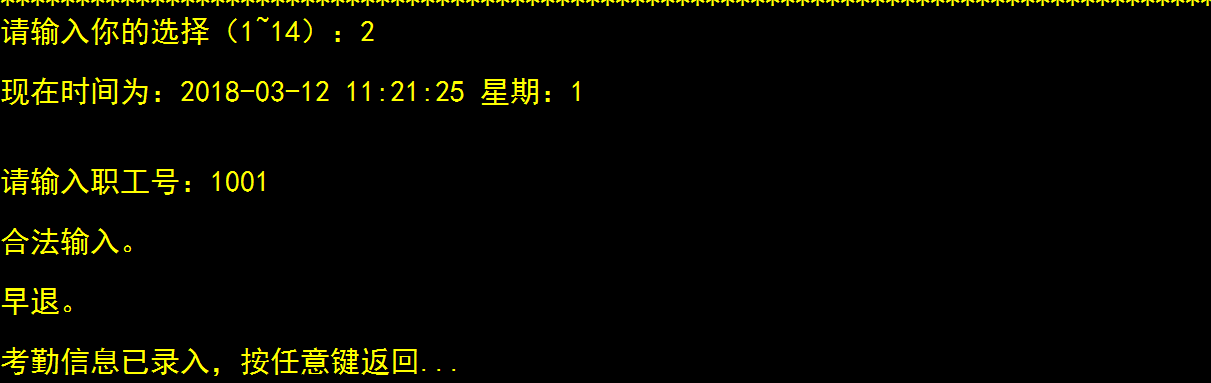 请输入你的选择（1~14）：2
现在时间为：2018-03-12 11:21:25 星期：1
请输入职工号：1001
合法输入。
早退。
考勤信息已录入，按任意键返回...